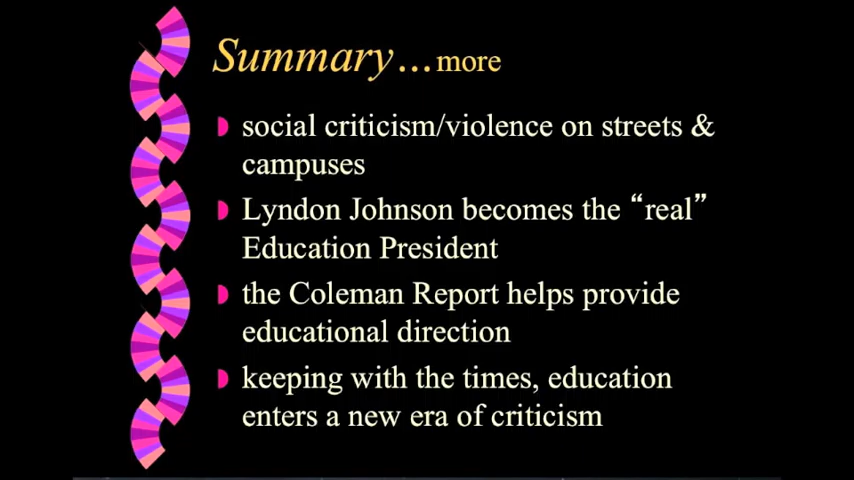 Summary…more
social criticism/violence on streets &
campuses
Lyndon Johnson becomes the “real”
Education President
the Coleman Report helps provide
educational direction
keeping with the times, education
enters a new era of criticism